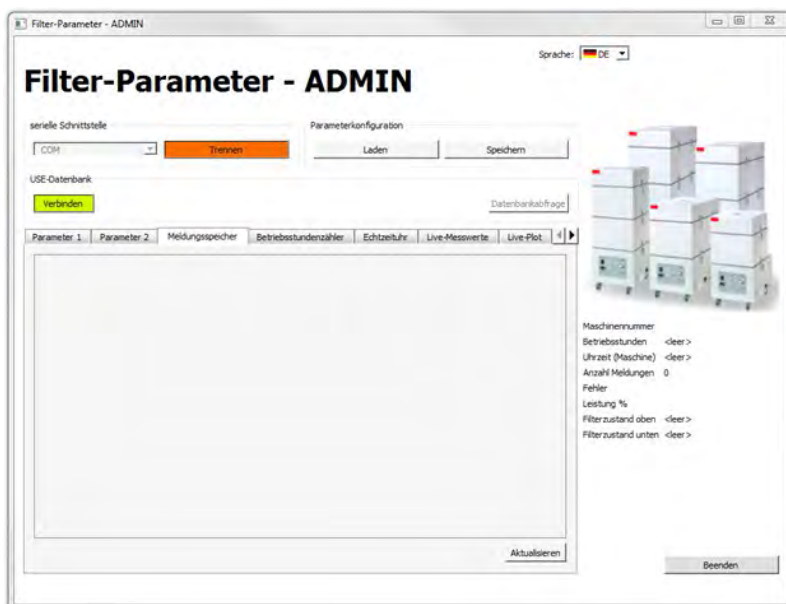 Filter-Parameter - ADMIN
Sprache: DE
Filter-Parameter - ADMIN
serielle Schnittstelle
COM
Trennen
Parameterkonfiguration
Laden
Speichern
USE-Datenbank
Verbinden
Datenbankabfrage
Parameter 1
Parameter 2
Meldungsspeicher
Betriebsstundenzähler
Echtzeituhr
Live-Messwerte
Live-Plot
Maschinennummer
Betriebsstunden <leer>
Uhrzeit (Maschine) <leer>
Anzahl Meldungen 0
Fehler
Leistung %
Filterzustand oben <leer>
Filterzustand unten <leer>
Aktualisieren
Beenden